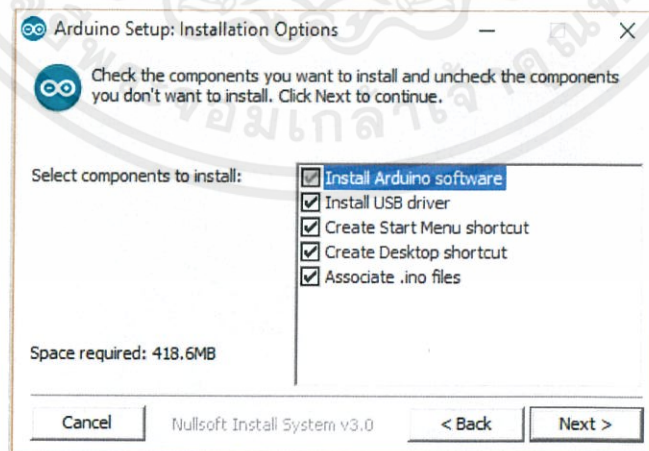 Arduino Setup: Installation Options
Check the components you want to install and uncheck the components
you don't want to install. Click Next to continue.
Select components to install:
Install Arduino software
Install USB driver
Create Start Menu shortcut
Create Desktop shortcut
Associate .ino files
Space required: 418.6MB
Cancel
Nullsoft Install System v3.0
< Back
Next >